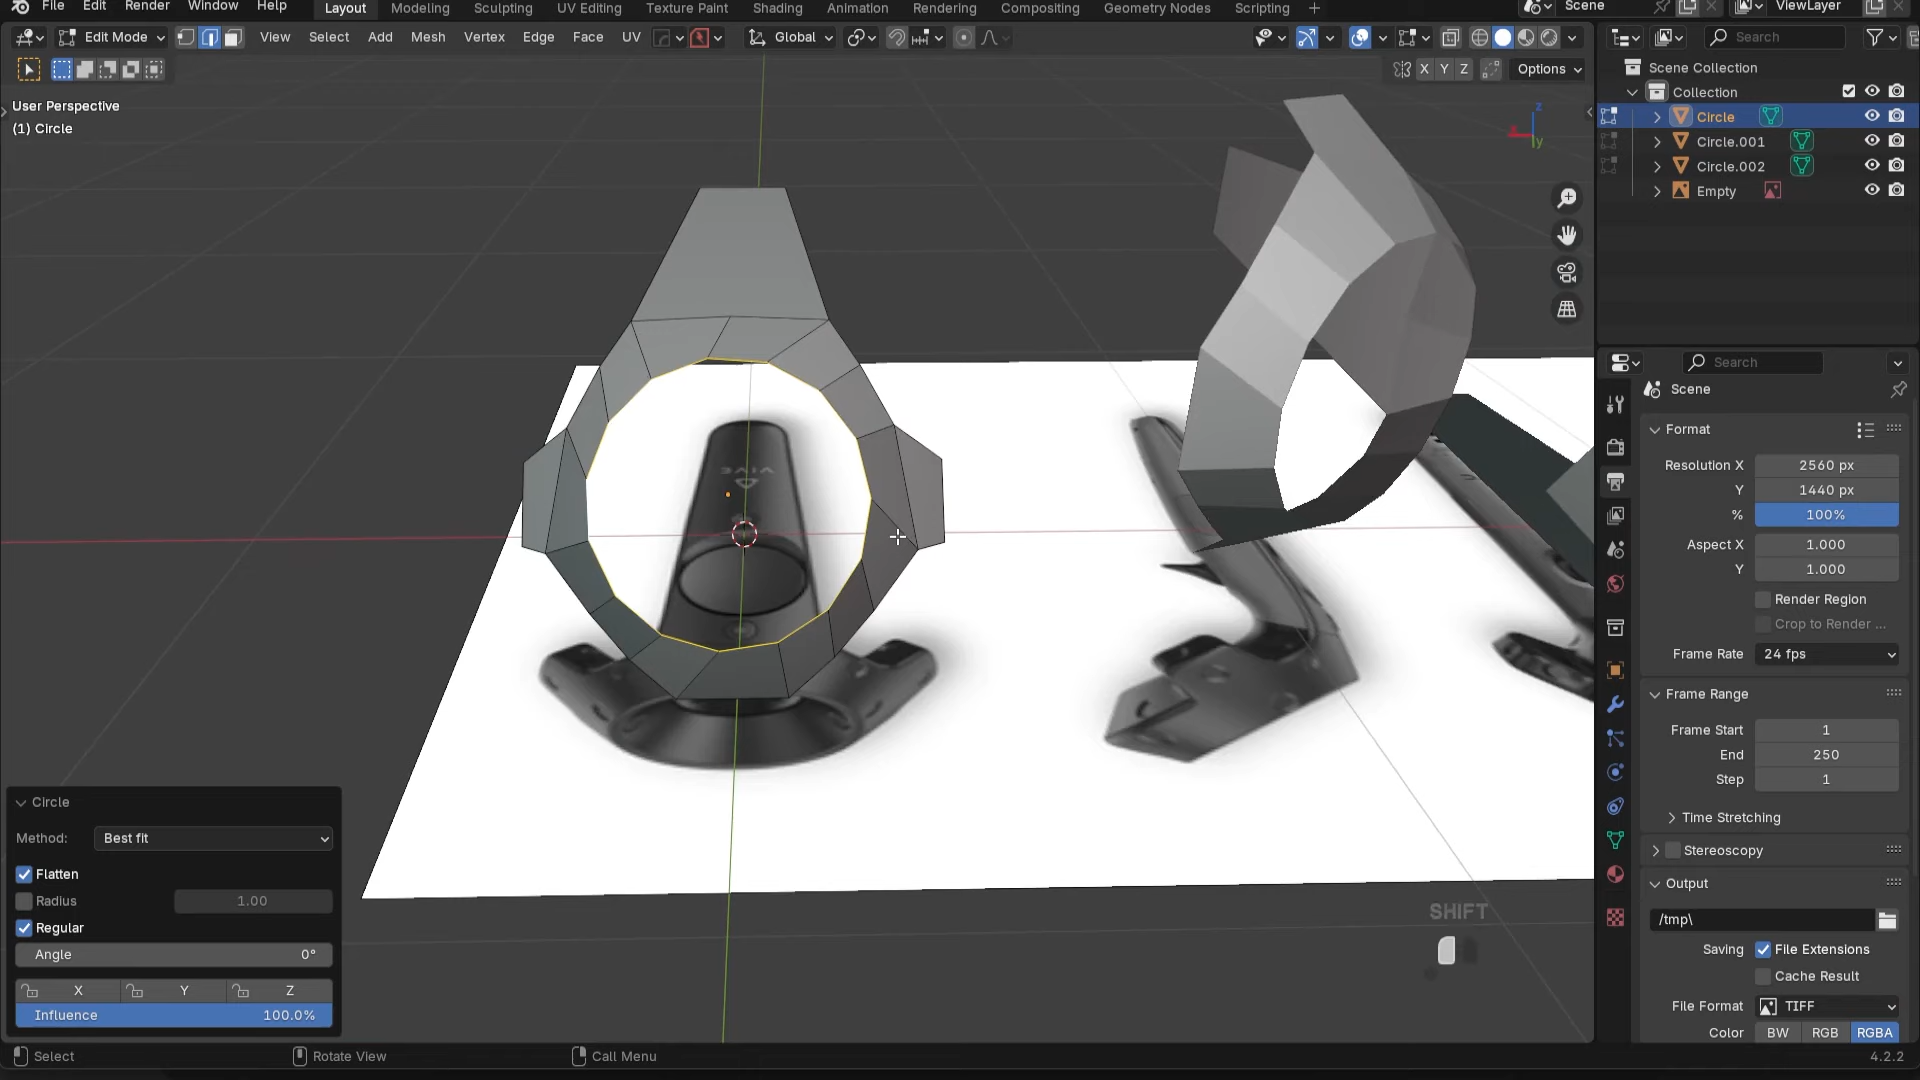 File Edit Render Window Help
Layout Modeling Sculpting UV Editing Texture Paint Shading Animation Rendering Compositing Geometry Nodes Scripting +
Scene
ViewLayer
Edit Mode View Select Add Mesh Vertex Edge Face UV Global
Search
X Y Z Options
User Perspective
(1) Circle
Scene Collection
Collection
Circle
Circle.001
Circle.002
Empty
z
y
VIVE
Search
Scene
Format
Resolution X 2560 px
Y 1440 px
% 100%
Aspect X 1.000
Y 1.000
Render Region
Crop to Render ...
Frame Rate 24 fps
Frame Range
Frame Start 1
End 250
Step 1
Time Stretching
Stereoscopy
Output
/tmp\
Saving File Extensions
Cache Result
File Format TIFF
Color BW RGB RGBA
Circle
Method: Best fit
Flatten
Radius 1.00
Regular
Angle 0°
X Y Z
Influence 100.0%
SHIFT
Select Rotate View Call Menu
4.2.2